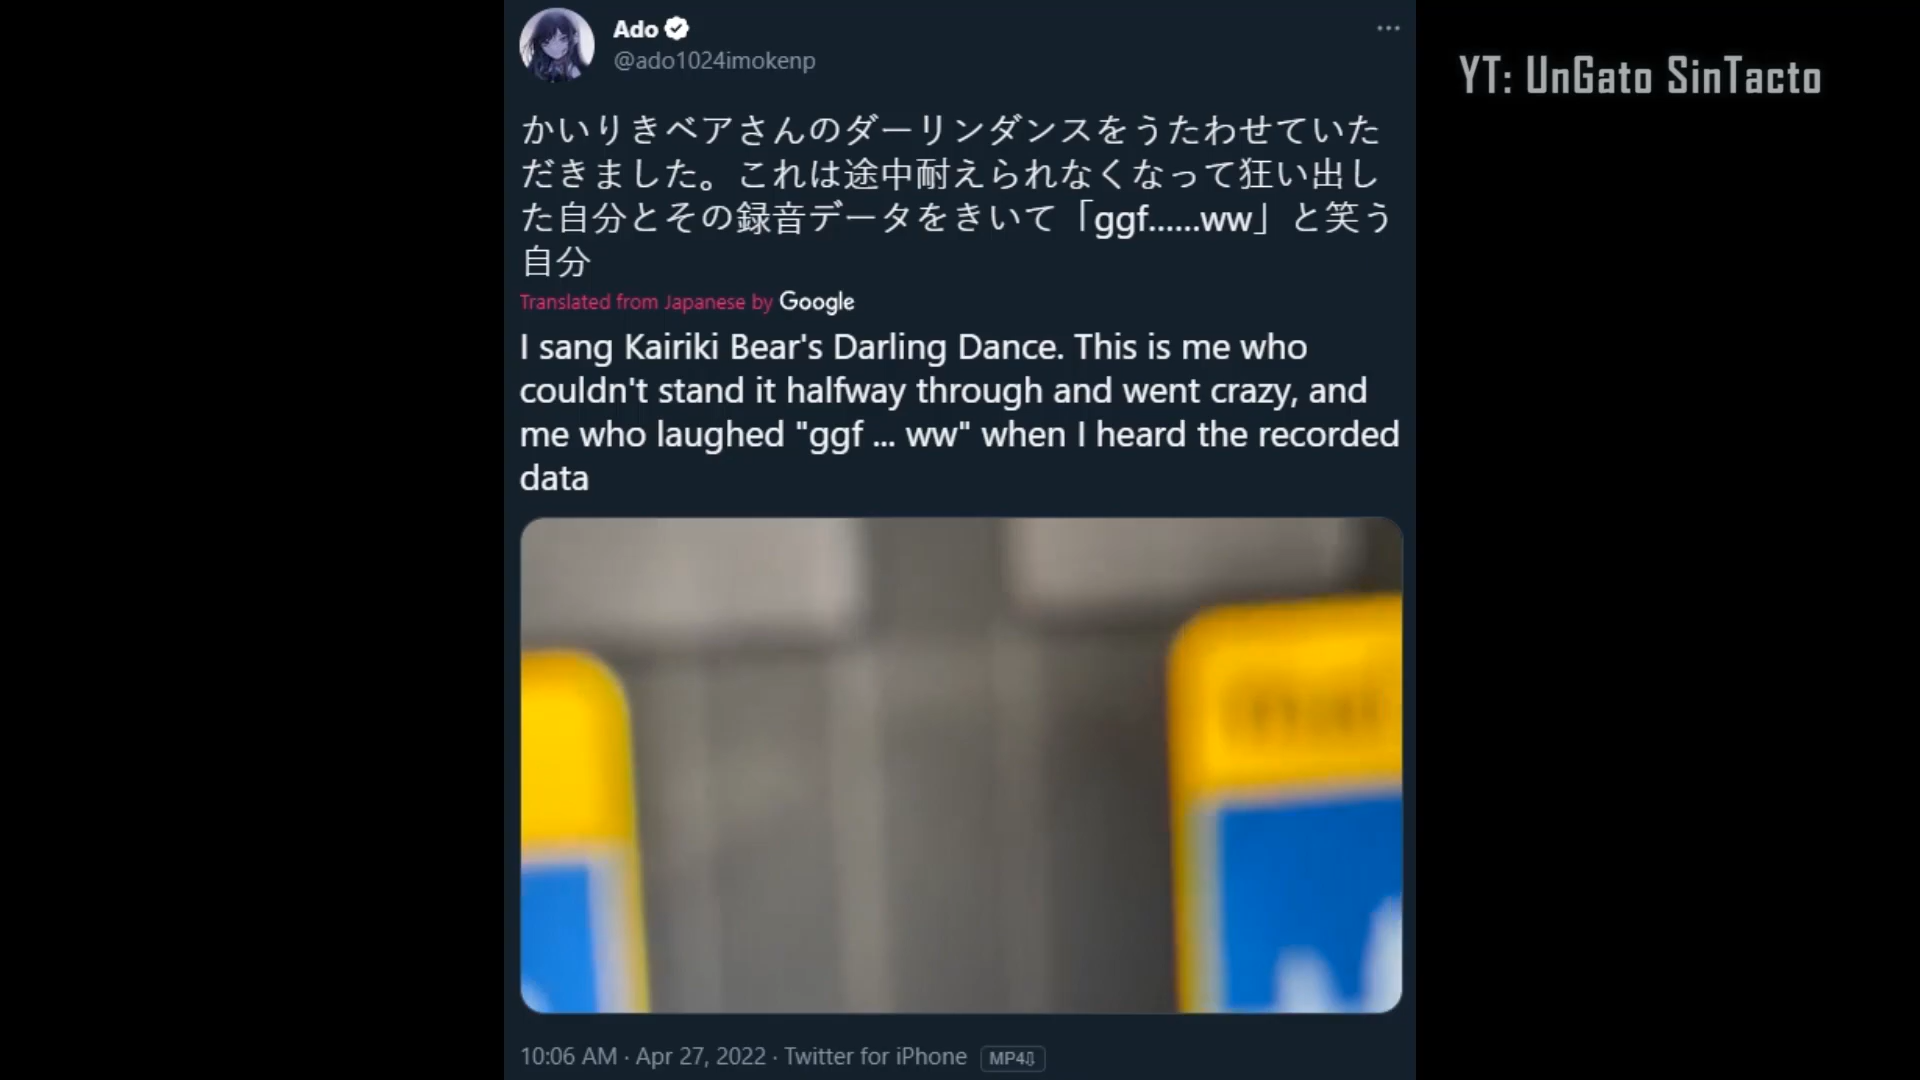 Ado
@ado1024imokenp
YT: UnGato SinTacto
かいりきベアさんのダーリンダンスをうたわせていた
だきました。これは途中耐えられなくなって狂い出し
た自分とその録音データをきいて「ggf......ww」と笑う
自分
Translated from Japanese by Google
I sang Kairiki Bear's Darling Dance. This is me who
couldn't stand it halfway through and went crazy, and
me who laughed "ggf ... ww" when I heard the recorded
data
10:06 AM · Apr 27, 2022 · Twitter for iPhone MP4⇩